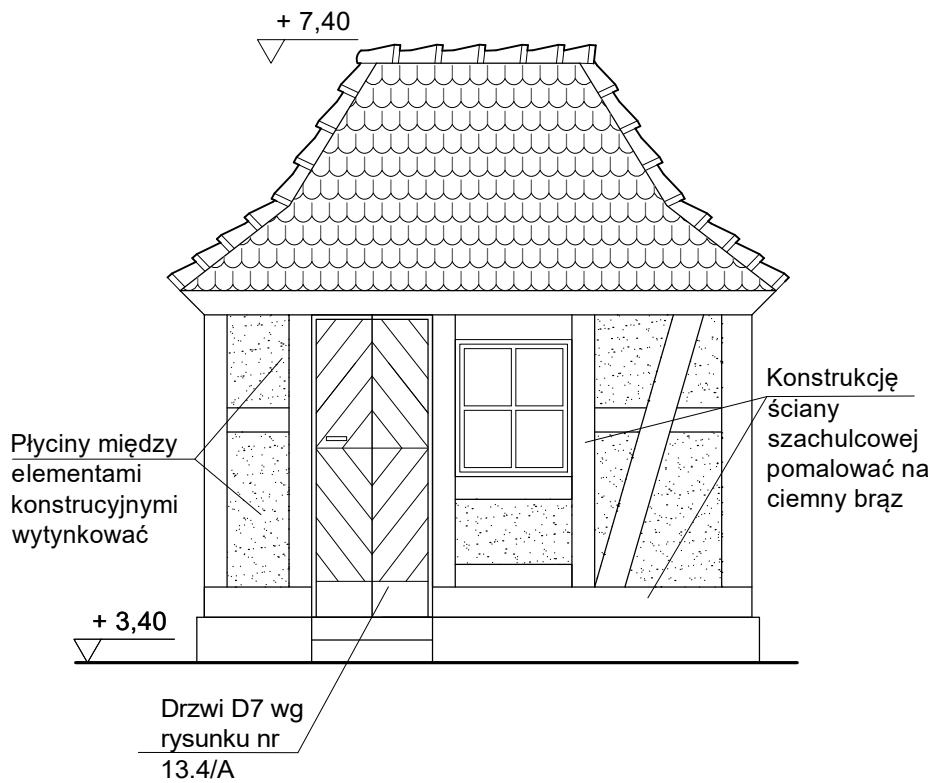 + 7,40
Konstrukcję
ściany
szachulcowej
pomalować na
ciemny brąz
Płyciny między
elementami
konstrucyjnymi
wytynkować
+ 3,40
Drzwi D7 wg
rysunku nr
13.4/A